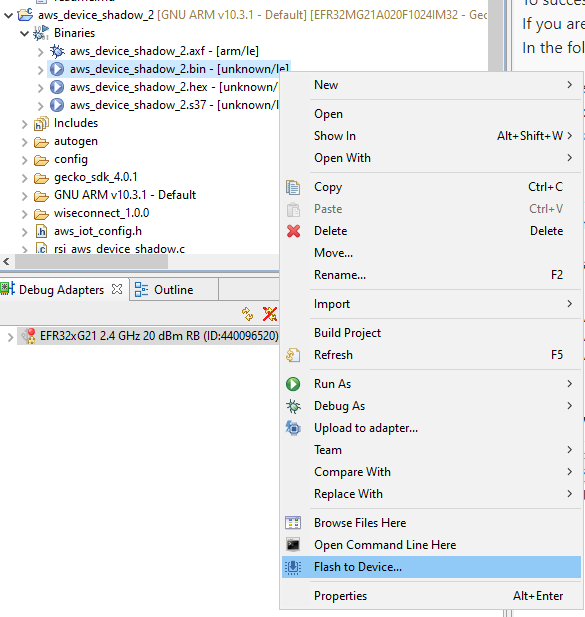 aws_device_shadow_2 [GNU ARM v10.3.1 - Default] [EFR32MG21A020F1024IM32 - Gec
Binaries
aws_device_shadow_2.axf - [arm/le]
aws_device_shadow_2.bin - [unknown/le]
aws_device_shadow_2.hex - [unknown/l
aws_device_shadow_2.s37 - [unknown/l
Includes
autogen
config
gecko_sdk_4.0.1
GNU ARM v10.3.1 - Default
wiseconnect_1.0.0
aws_iot_config.h
rsi_aws_device_shadow.c
Debug Adapters
Outline
EFR32xG21 2.4 GHz 20 dBm RB (ID:440096520)
If you are
In the fol
New
Open
Show In Alt+Shift+W
Open With
Copy Ctrl+C
Paste Ctrl+V
Delete Delete
Move...
Rename... F2
Import
Build Project
Refresh F5
Run As
Debug As
Upload to adapter...
Team
Compare With
Replace With
Browse Files Here
Open Command Line Here
Flash to Device...
Properties Alt+Enter